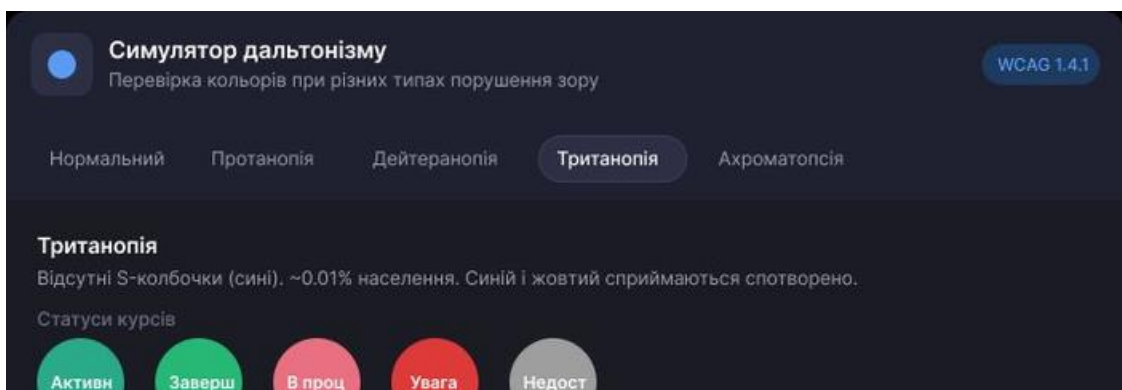 Симулятор дальтонізму
Перевірка кольорів при різних типах порушення зору
WCAG 1.4.1
Нормальний Протанопія Дейтеранопія Тританопія Ахроматопсія
Тританопія
Відсутні S-колбочки (сині). ~0.01% населення. Синій і жовтий сприймаються спотворено.
Статуси курсів
Активн Заверш В проц Увага Недост